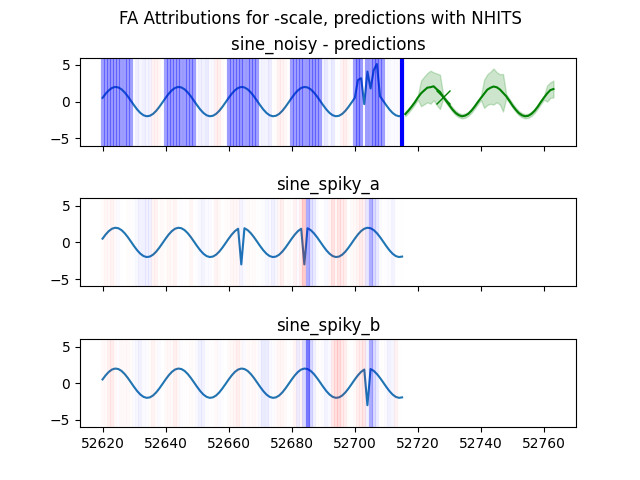 FA Attributions for -scale, predictions with NHITS
sine_noisy - predictions
5
0
−5
sine_spiky_a
5
0
−5
sine_spiky_b
5
0
−5
52620 52640 52660 52680 52700 52720 52740 52760